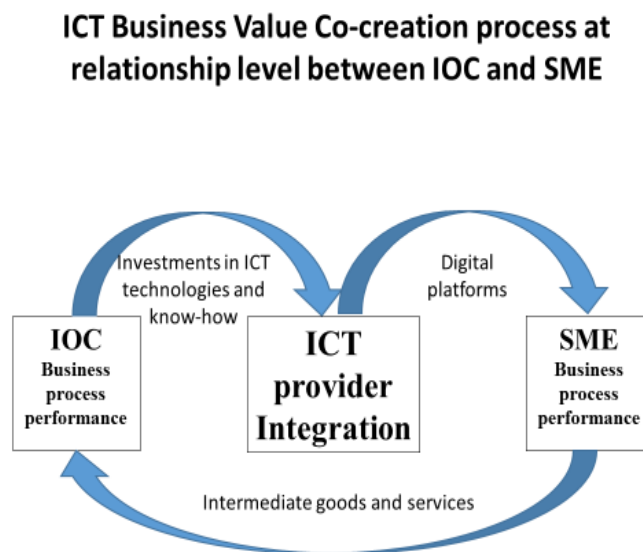 ICT Business Value Co-creation process at
relationship level between IOC and SME
Investments in ICT
technologies and
know-how
Digital
platforms
IOC
Business
process
performance
ICT
provider
Integration
SME
Business
process
performance
Intermediate goods and services